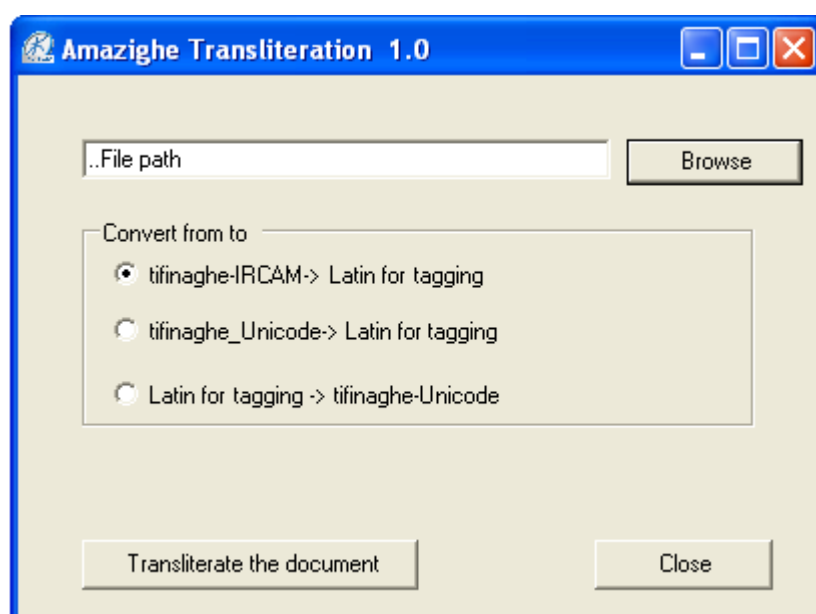 Amazighe Transliteration 1.0
..File path
Browse
Convert from to
tifinaghe-IRCAM-> Latin for tagging
tifinaghe_Unicode-> Latin for tagging
Latin for tagging -> tifinaghe-Unicode
Transliterate the document
Close